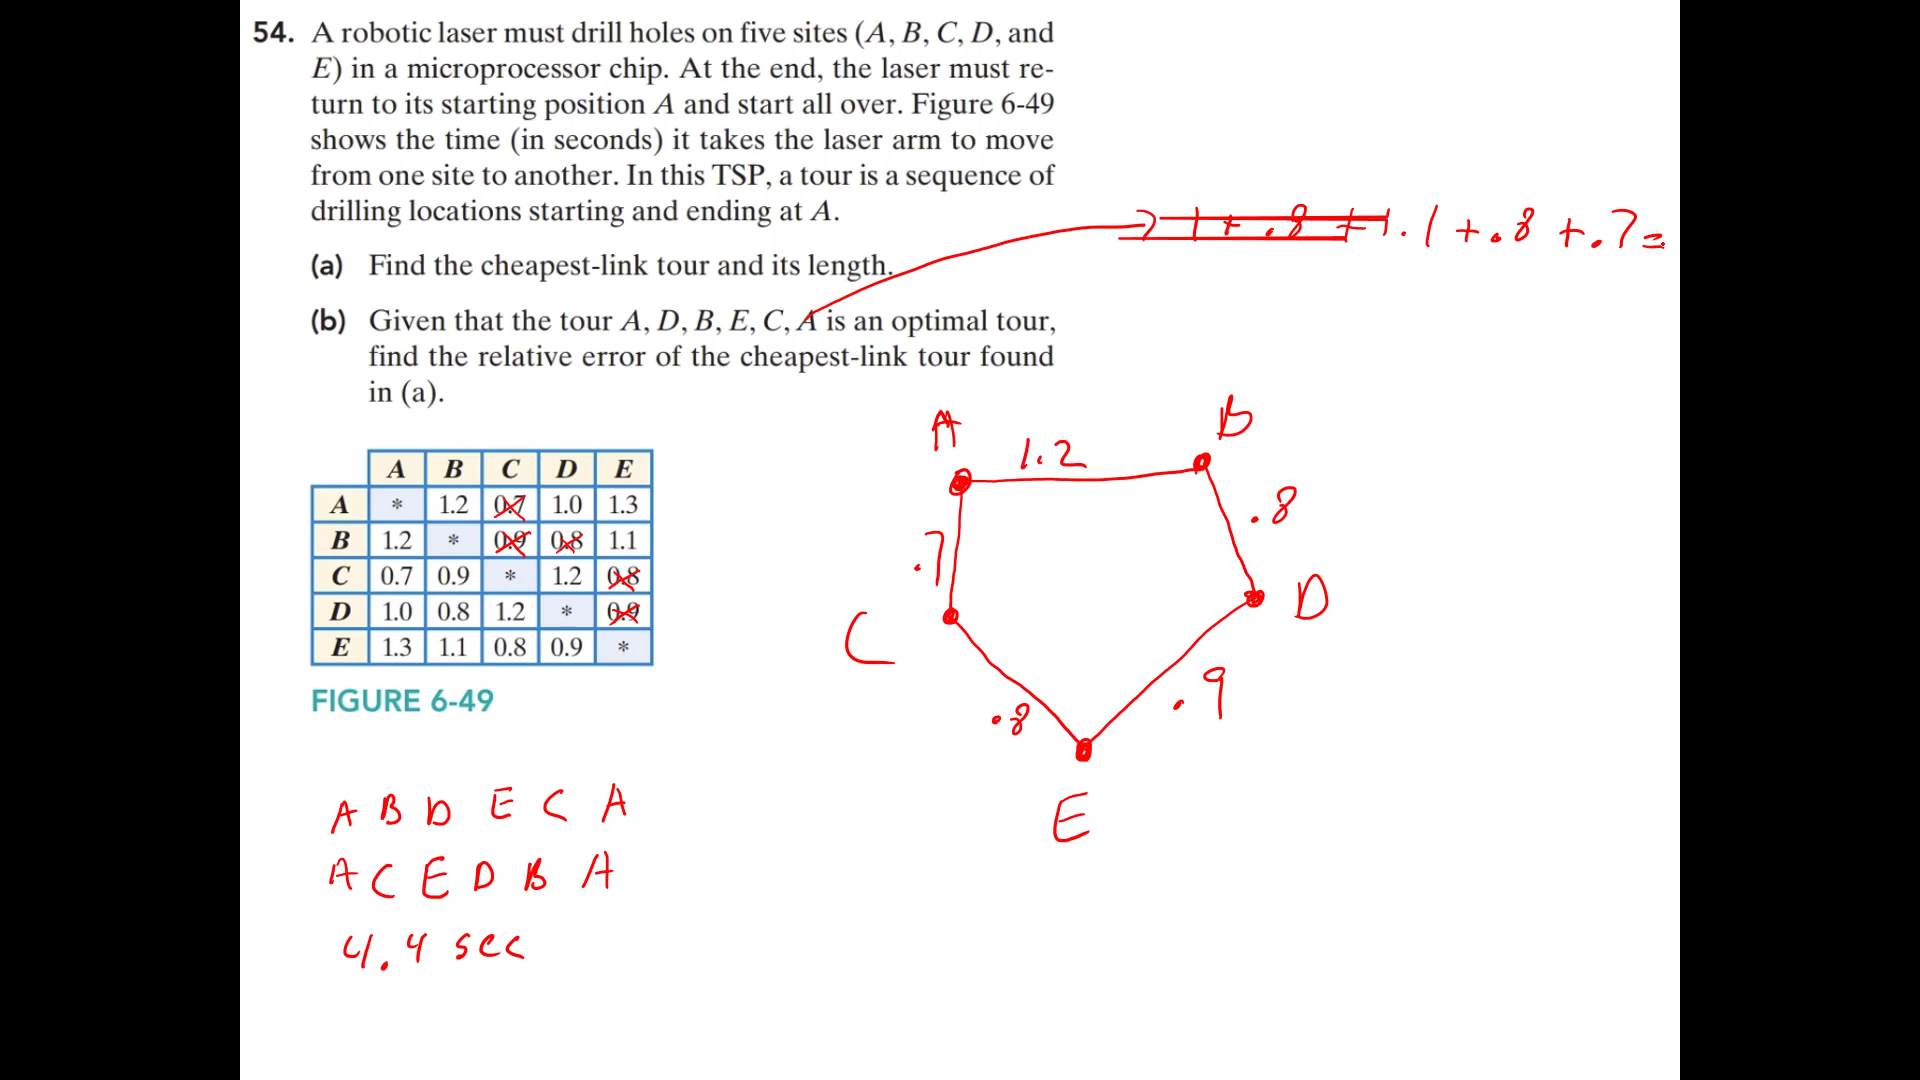 54. A robotic laser must drill holes on five sites (A, B, C, D, and
E) in a microprocessor chip. At the end, the laser must re-
turn to its starting position A and start all over. Figure 6-49
shows the time (in seconds) it takes the laser arm to move
from one site to another. In this TSP, a tour is a sequence of
drilling locations starting and ending at A.
(a) Find the cheapest-link tour and its length.
(b) Given that the tour A, D, B, E, C, A is an optimal tour,
find the relative error of the cheapest-link tour found
in (a).
1 + .8 + 1.1 + .8 + .7 =
A B C D E
A * 1.2 0.7 1.0 1.3
B 1.2 * 0.9 0.8 1.1
C 0.7 0.9 * 1.2 0.8
D 1.0 0.8 1.2 * 0.9
E 1.3 1.1 0.8 0.9 *
FIGURE 6-49
A
1.2
B
.8
.7
D
C
.9
.8
E
A B D E C A
A C E D B A
4.4 sec